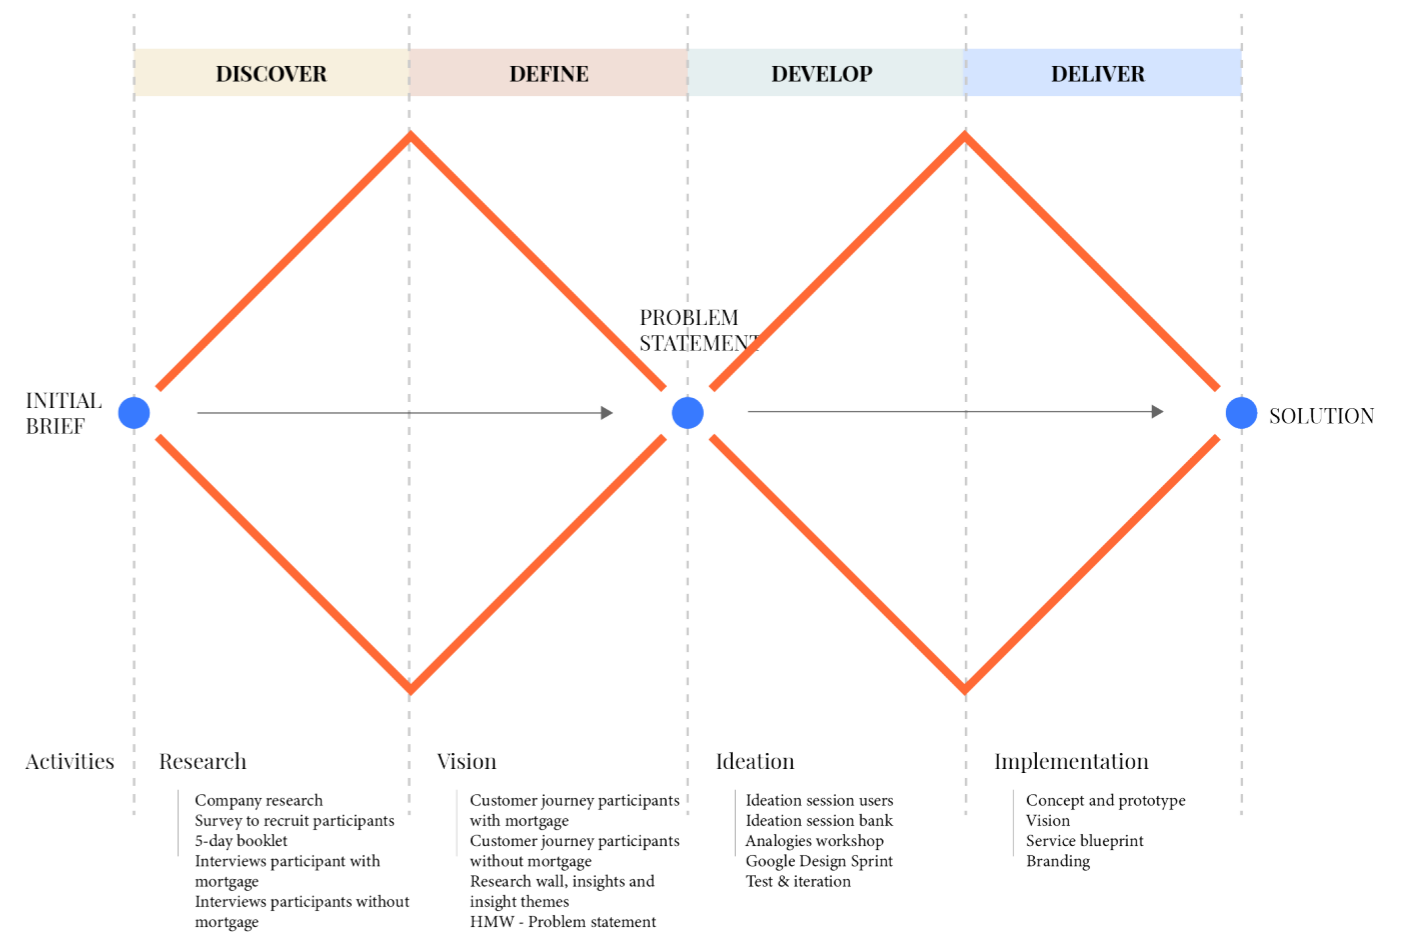 DISCOVER
DEFINE
DEVELOP
DELIVER
PROBLEM
STATEMENT
INITIAL
BRIEF
SOLUTION
Activities
Research
Company research
Survey to recruit participants
5-day booklet
Interviews participant with
mortgage
Interviews participants without
mortgage
Vision
Customer journey participants
with mortgage
Customer journey participants
without mortgage
Research wall, insights and
insight themes
HMW - Problem statement
Ideation
Ideation session users
Ideation session bank
Analogies workshop
Google Design Sprint
Test & iteration
Implementation
Concept and prototype
Vision
Service blueprint
Branding